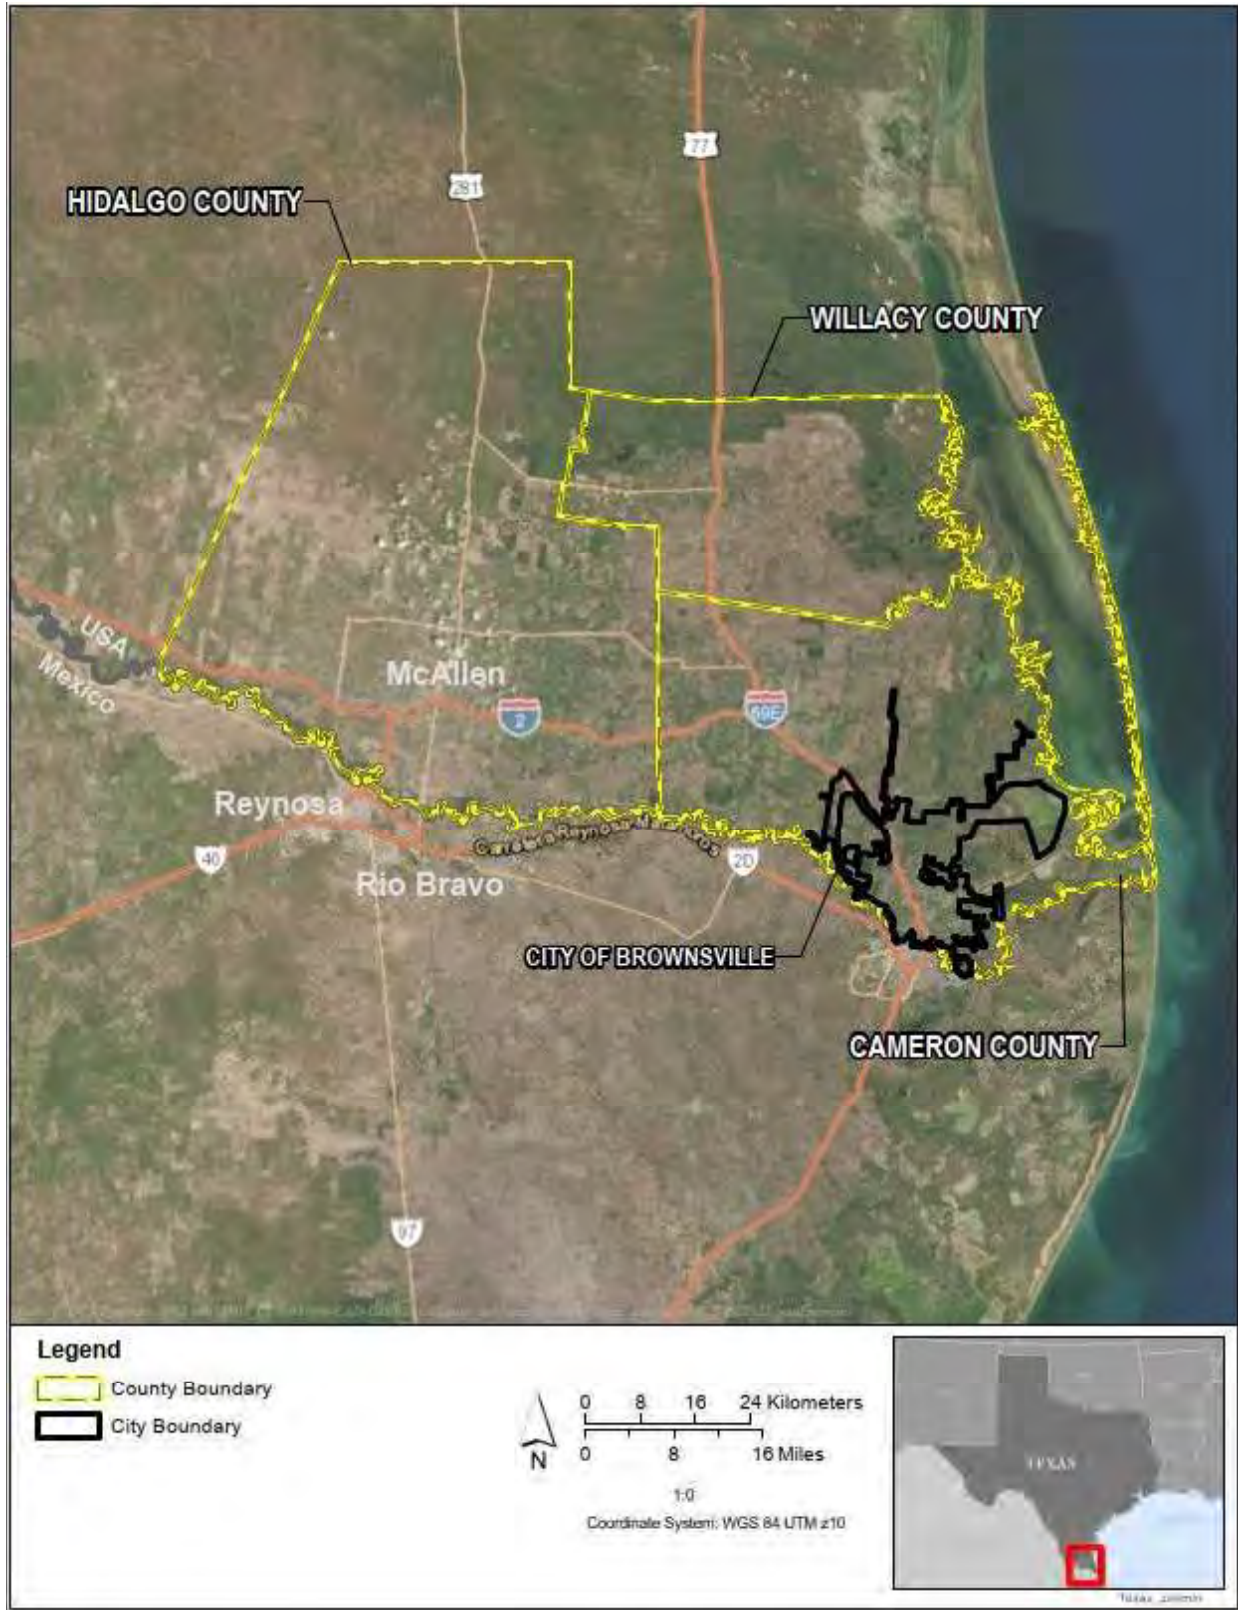 77
281
HIDALGO COUNTY
WILLACY COUNTY
USA
Mexico
McAllen
2
69E
Reynosa
40
2D
Rio Bravo
CITY OF BROWNSVILLE
CAMERON COUNTY
97
Legend
County Boundary
City Boundary
N
0 8 16 24 Kilometers
0 8 16 Miles
1:0
Coordinate System: WGS 84 UTM z10
TEXAS